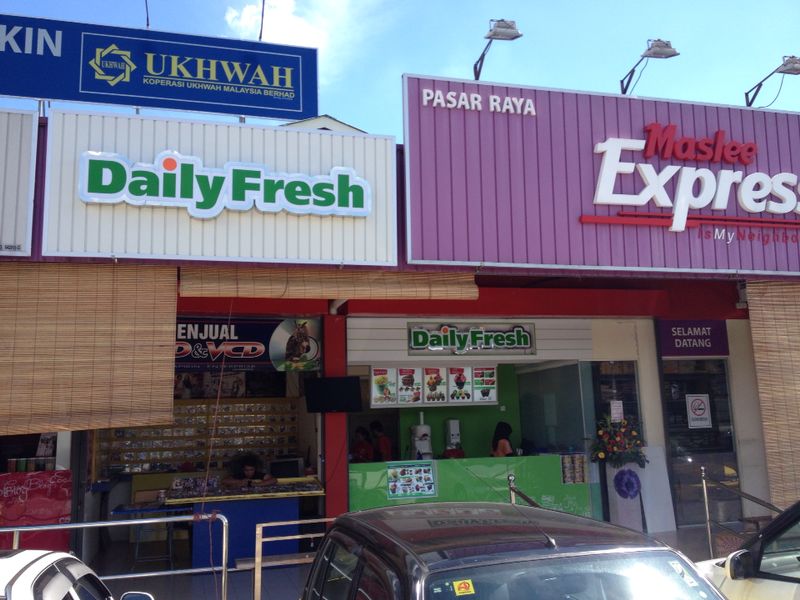 KIN
UKHWAH
UKHWAH
KOPERASI UKHWAH MALAYSIA BERHAD
PASAR RAYA
Maslee
Express
Is My Neighbo
Daily Fresh
ENJUAL
D & VCD
Daily Fresh
SELAMAT
DATANG